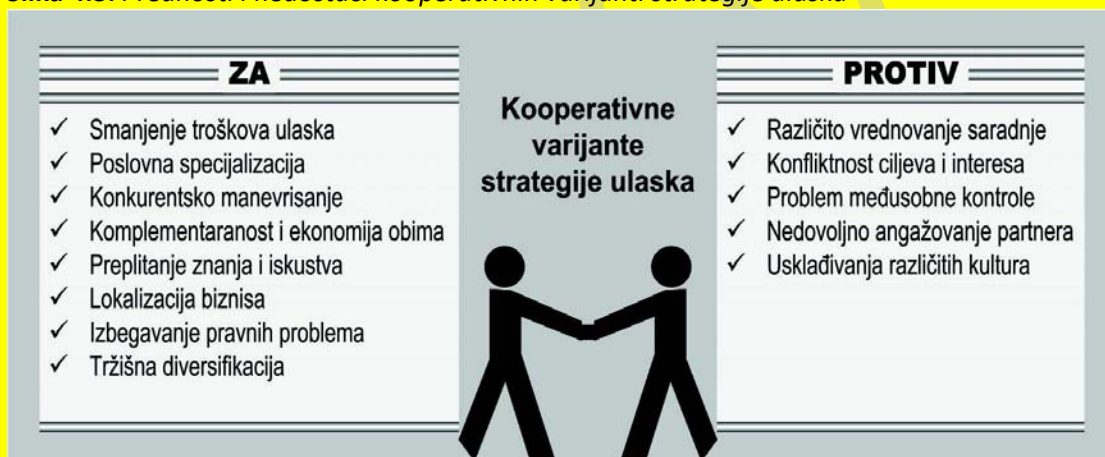 Prednosti i nedostaci kooperativnih varijanti strategije ulaska
ZA
✓ Smanjenje troškova ulaska
✓ Poslovna specijalizacija
✓ Konkurentsko manevrisanje
✓ Komplementaranost i ekonomija obima
✓ Preplitanje znanja i iskustva
✓ Lokalizacija biznisa
✓ Izbegavanje pravnih problema
✓ Tržišna diversifikacija
Kooperativne
varijante
strategije ulaska
PROTIV
✓ Različito vrednovanje saradnje
✓ Konfliktnost ciljeva i interesa
✓ Problem međusobne kontrole
✓ Nedovoljno angažovanje partnera
✓ Usklađivanja različitih kultura